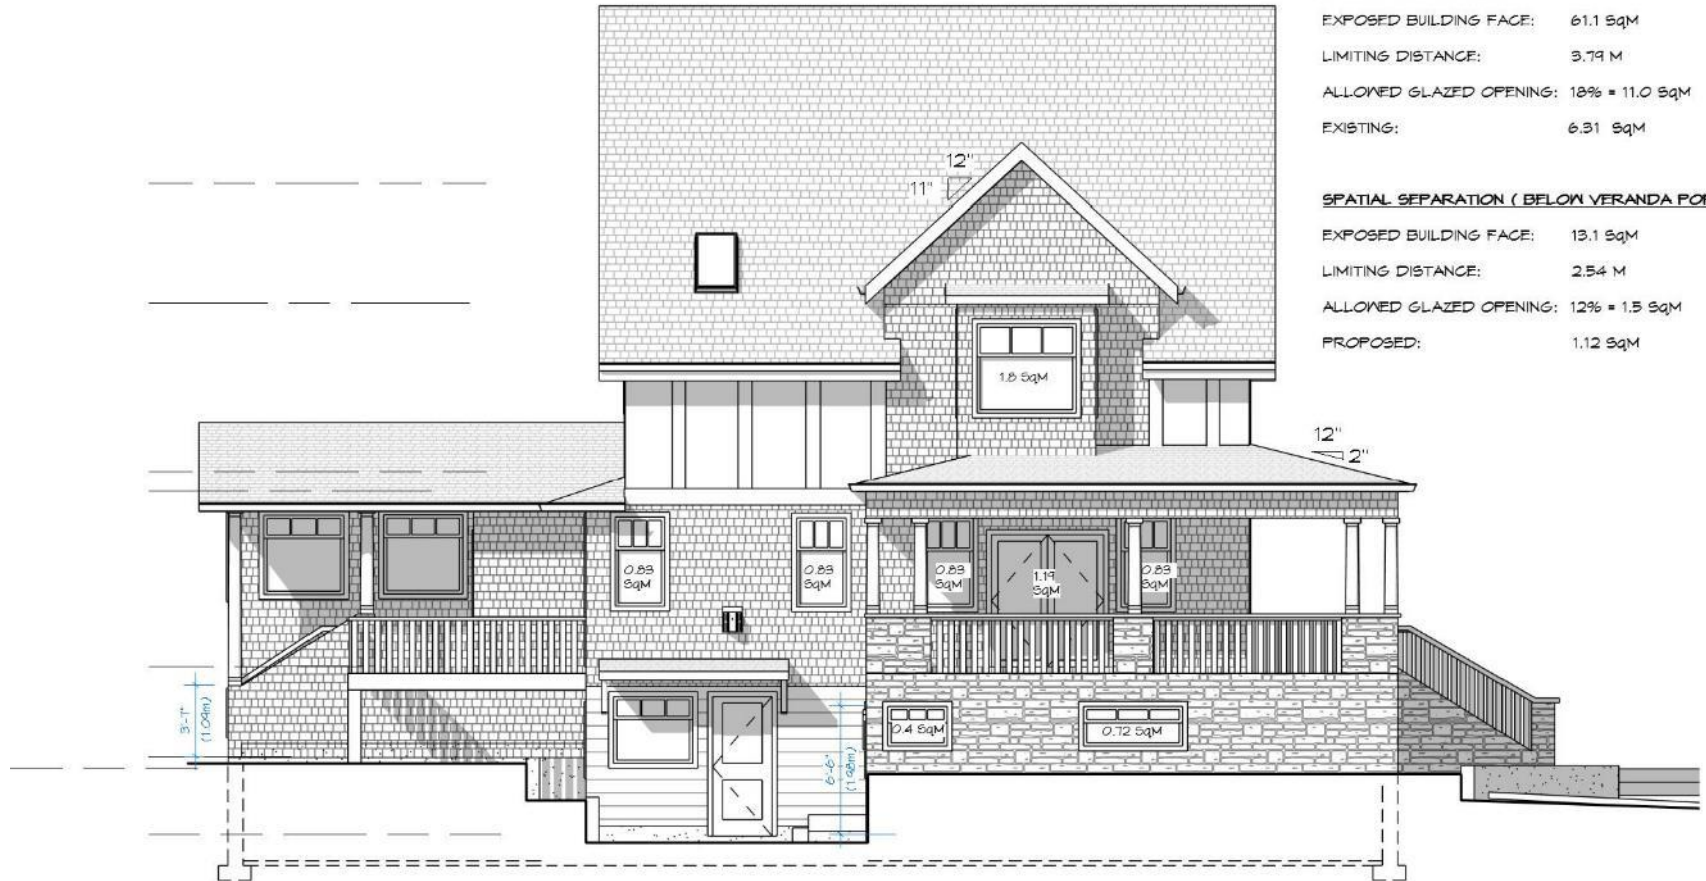 EXPOSED BUILDING FACE: 61.1 SqM
LIMITING DISTANCE: 3.79 M
ALLOWED GLAZED OPENING: 18% = 11.0 SqM
EXISTING: 6.31 SqM
SPATIAL SEPARATION ( BELOW VERANDA
EXPOSED BUILDING FACE: 13.1 SqM
LIMITING DISTANCE: 2.54 M
ALLOWED GLAZED OPENING: 12% = 1.5 SqM
PROPOSED: 1.12 SqM
12"
11"
1.8 SqM
12"
2"
0.83
SqM
0.83
SqM
0.83
SqM
1.19
SqM
0.83
SqM
3'-7"
(1.09m)
6'-6"
(1.98m)
0.4 SqM
0.72 SqM